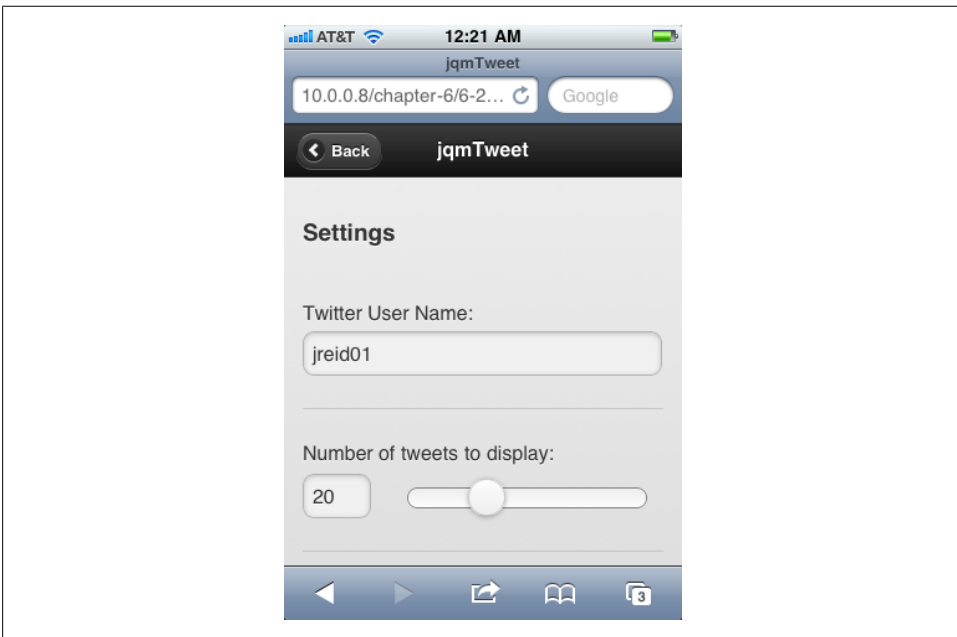 AT&T 12:21 AM
jqmTweet
10.0.0.8/chapter-6/6-2... Google
Back jqmTweet
Settings
Twitter User Name:
jreid01
Number of tweets to display:
20
3